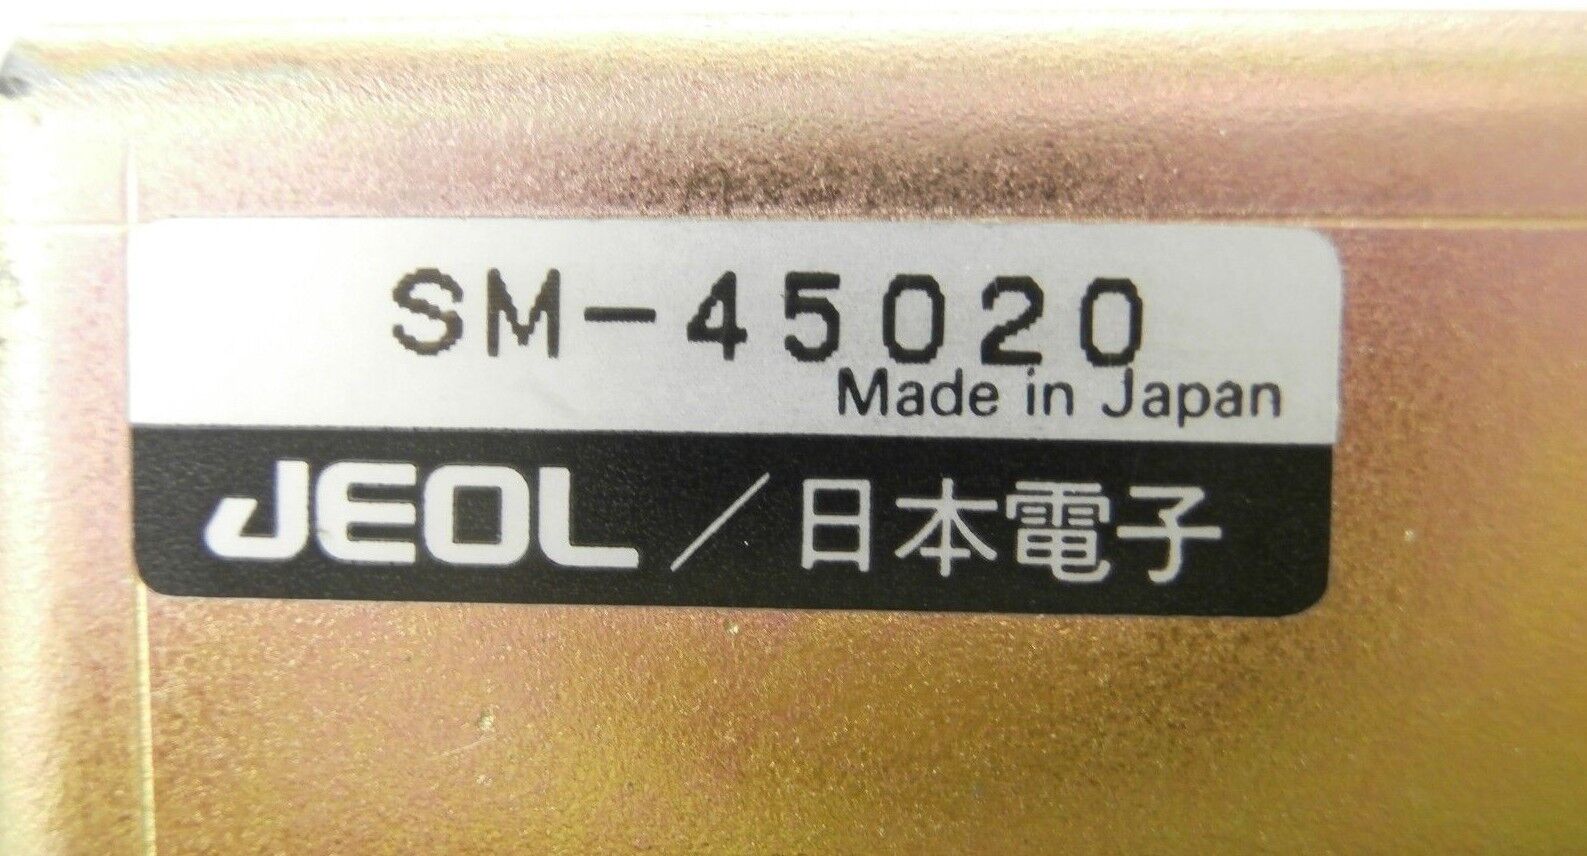 SM-45020
Made in Japan
JEOL/日本電子